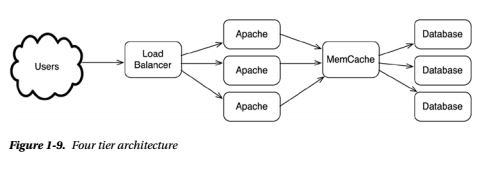 Users
Load
Balancer
Apache
Apache
Apache
MemCache
Database
Database
Database
Figure 1-9. Four tier architecture